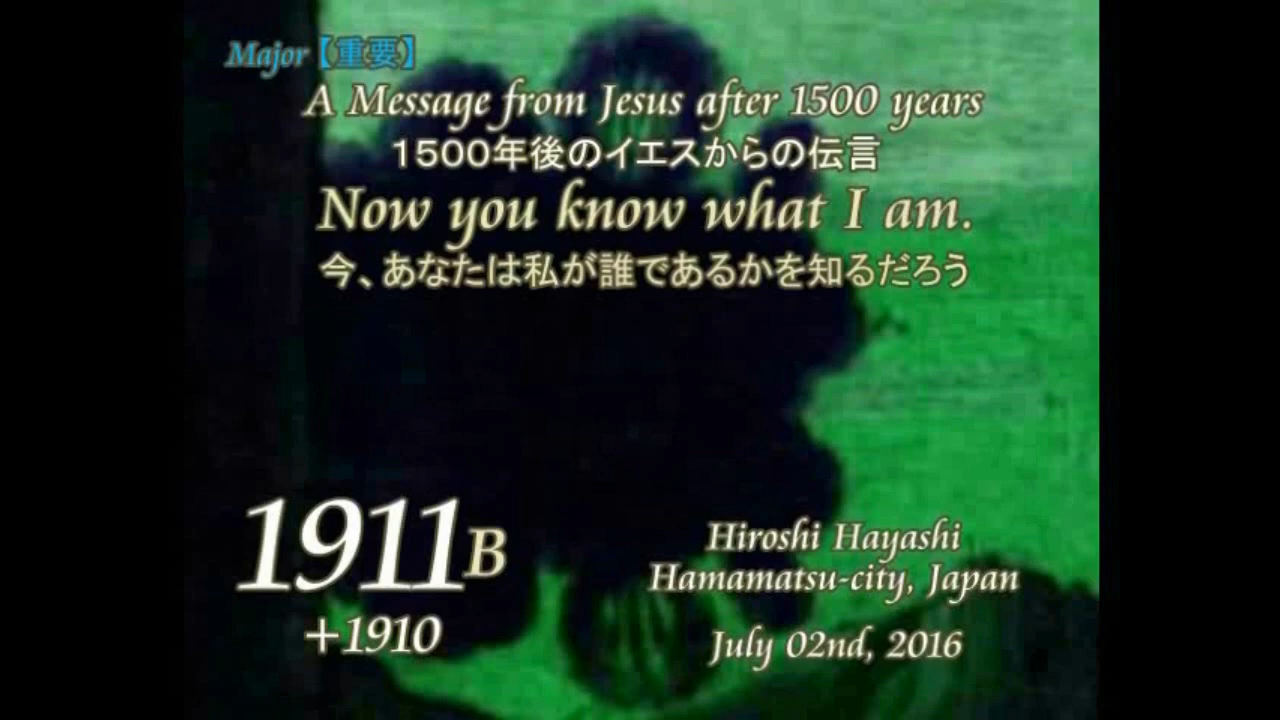 Major【重要】
A Message from Jesus after 1500 years
1500年後のイエスからの伝言
Now you know what I am.
今、あなたは私が誰であるかを知るだろう
1911B
+1910
Hiroshi Hayashi
Hamamatsu-city, Japan
July 02nd, 2016